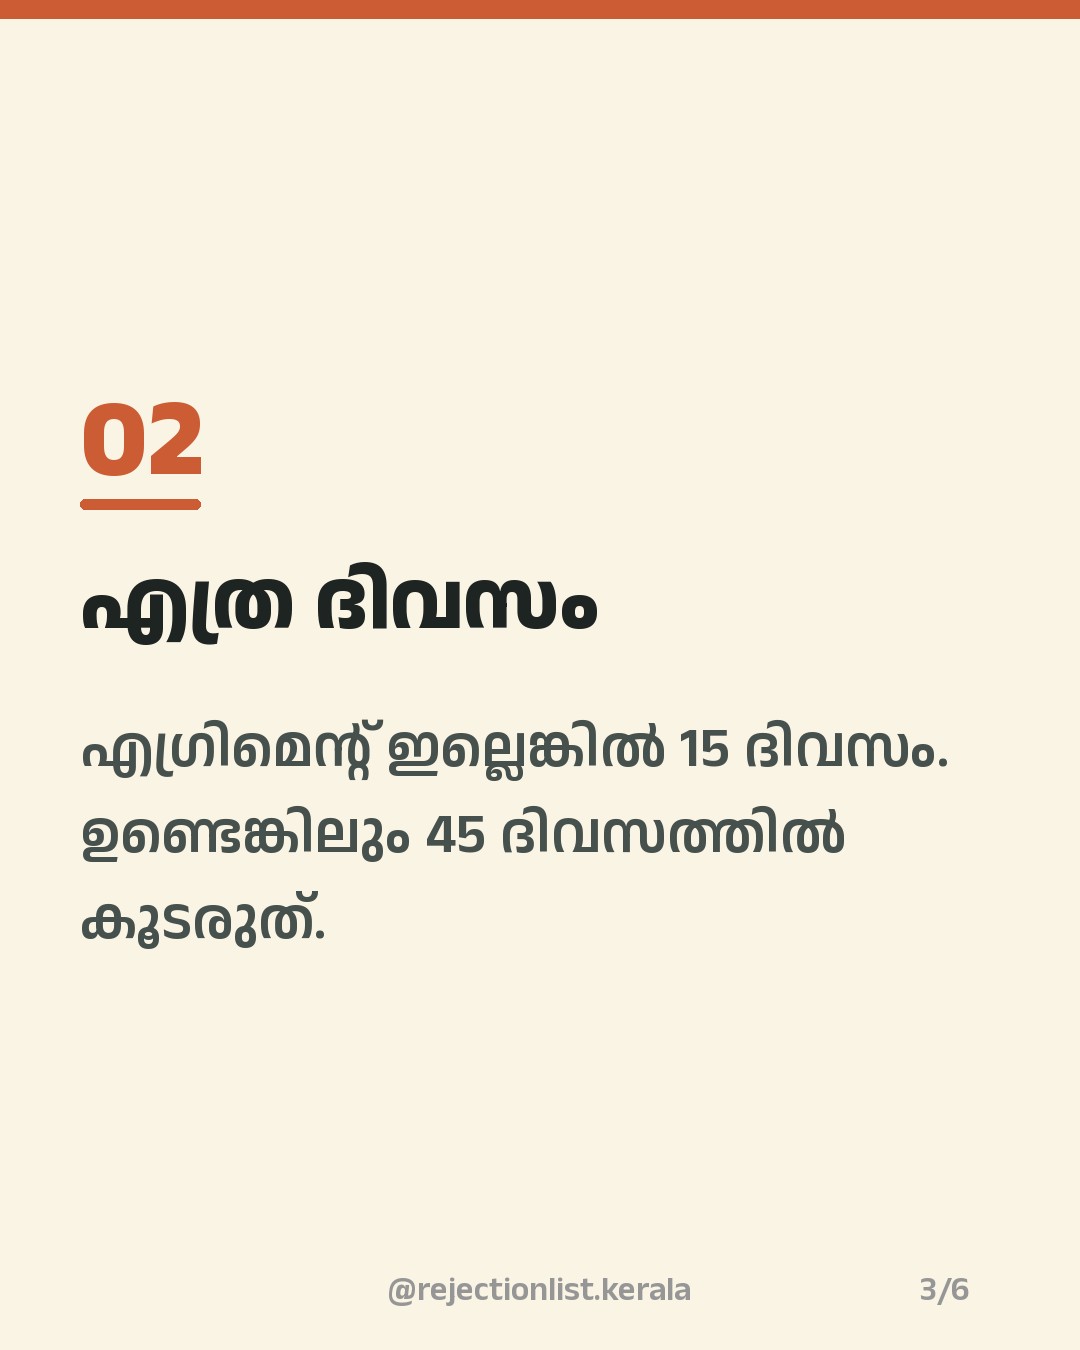 02
എത്ര ദിവസം
എഗ്രിമെന്റ് ഇല്ലെങ്കിൽ 15 ദിവസം.
ഉണ്ടെങ്കിലും 45 ദിവസത്തിൽ
കൂടരുത്.
@rejectionlist.kerala
3/6